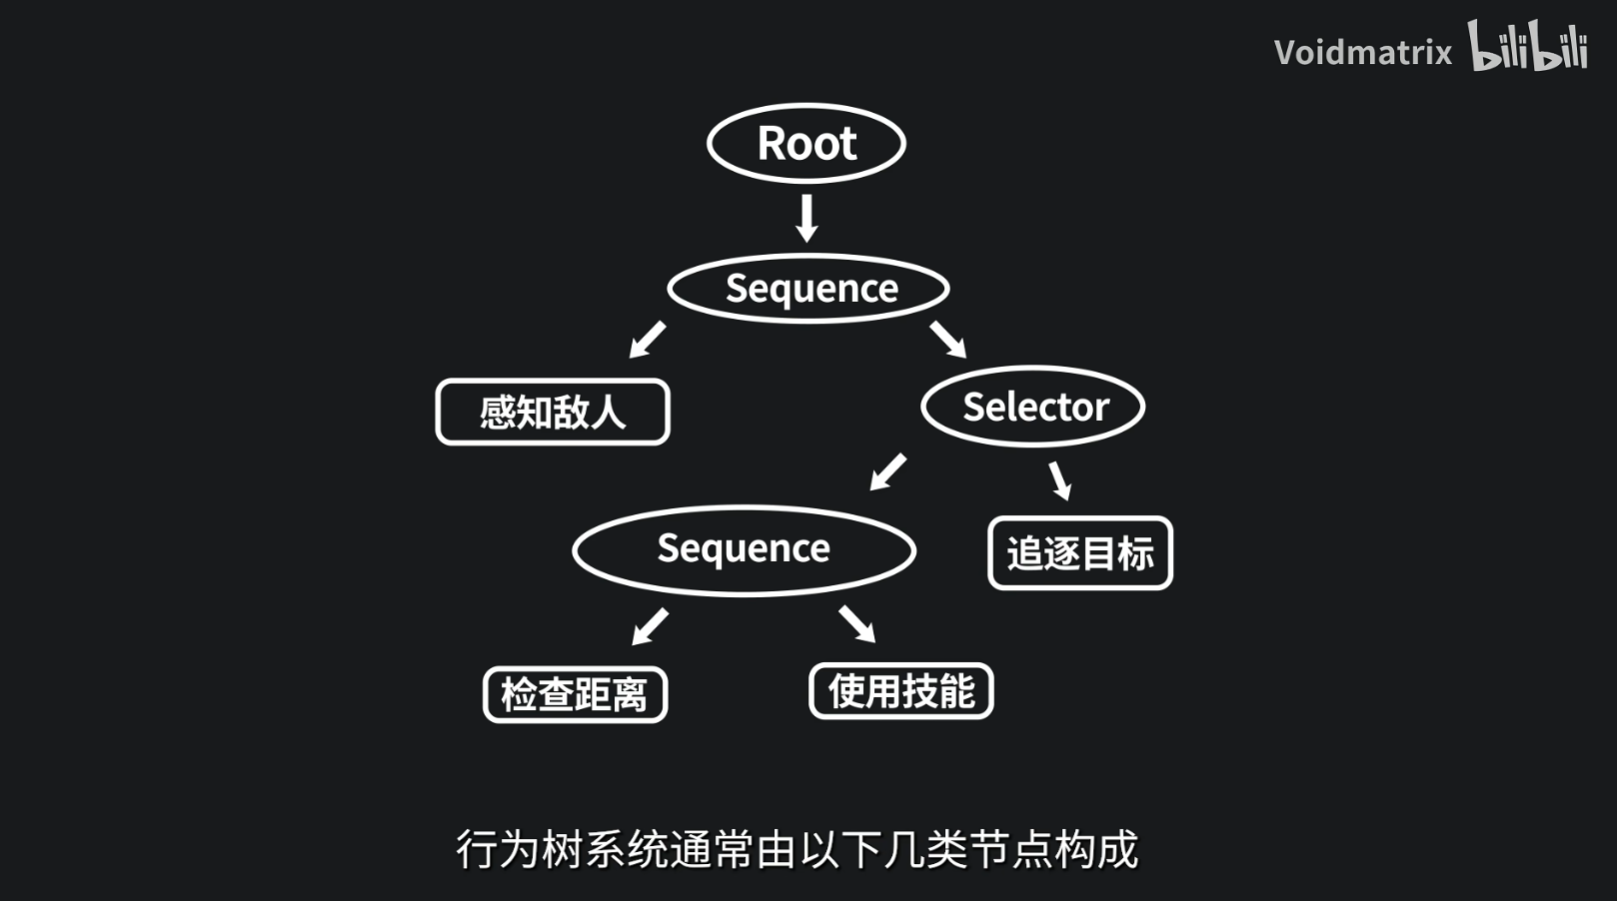 Voidmatrix bilibili
Root
Sequence
感知敌人
Selector
Sequence
追逐目标
检查距离
使用技能
行为树系统通常由以下几类节点构成